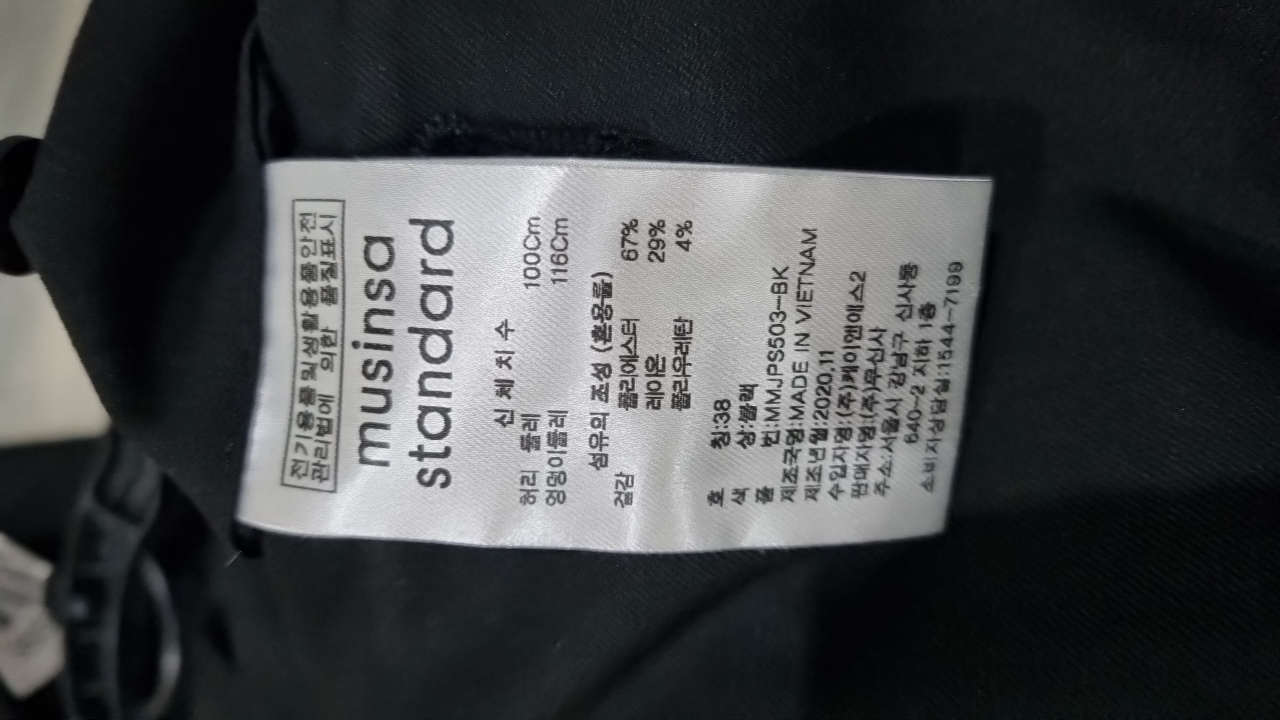 전기용품및생활용품안전
관리법에 의한 품질표시
musinsa
standard
신체치수
허리 둘레 100Cm
엉덩이둘레 116Cm
섬유의 조성 (혼용률)
겉감 폴리에스터 67%
레이온 29%
폴리우레탄 4%
호 칭:38
색 상:블랙
품 번:MMJPS503-BK
제조국명:MADE IN VIETNAM
제조년월:2020.11
수입자명:(주)케이엔에스2
판매자명:(주)무신사
주소:서울시 강남구 신사동
640-2 지하 1층
소비자상담실:1544-7199